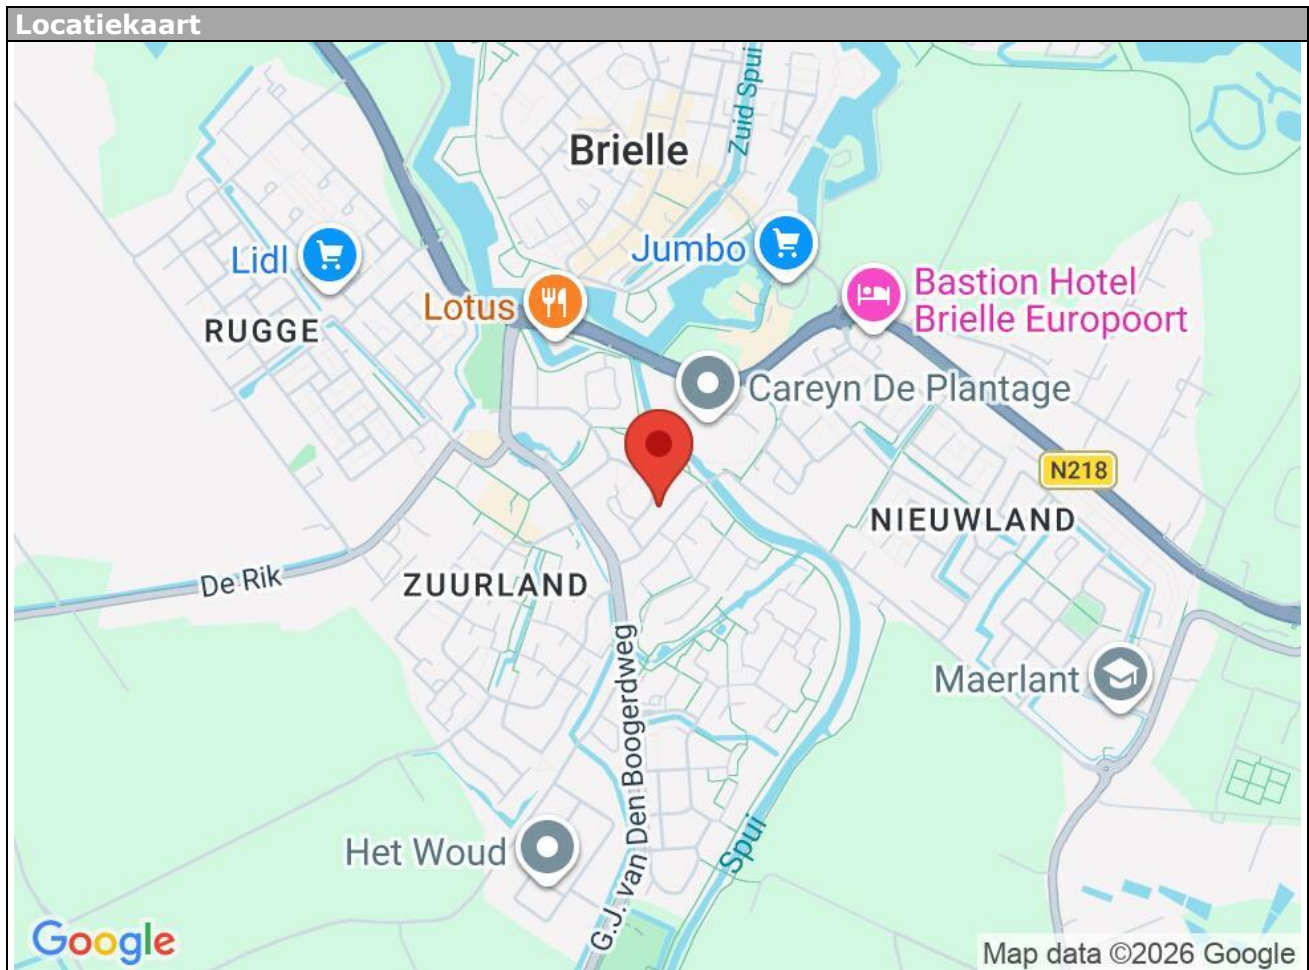 Locatiekaart
Zuid Spui
Brielle
Jumbo
Lidl
Bastion Hotel
Brielle Europoort
Lotus
RUGGE
Careyn De Plantage
N218
NIEUWLAND
De Rik
ZUURLAND
G.J. van Den Boogerdweg
Maerlant
Spui
Het Woud
Google
Map data ©2026 Google